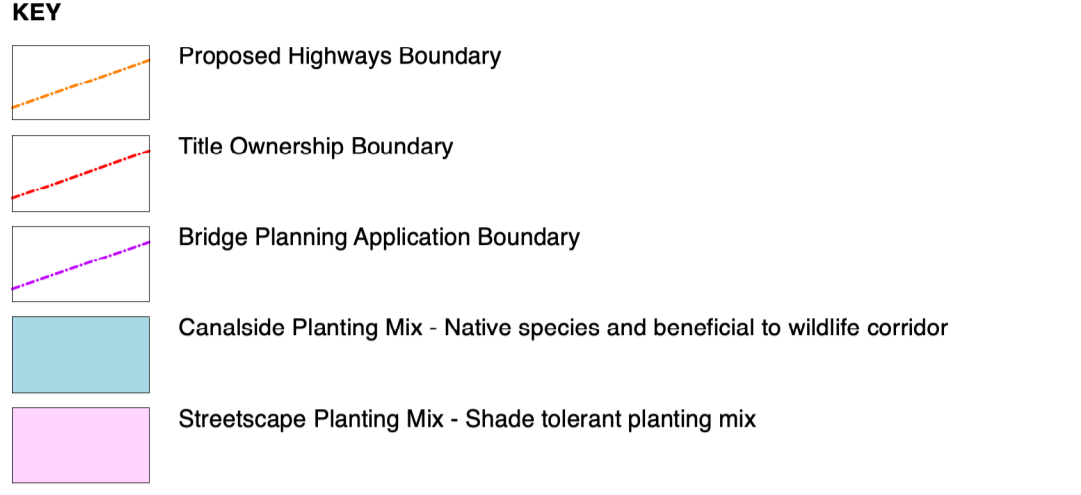 KEY
Proposed Highways Boundary
Title Ownership Boundary
Bridge Planning Application Boundary
Canalside Planting Mix - Native species and beneficial to wildlife corridor
Streetscape Planting Mix - Shade tolerant planting mix